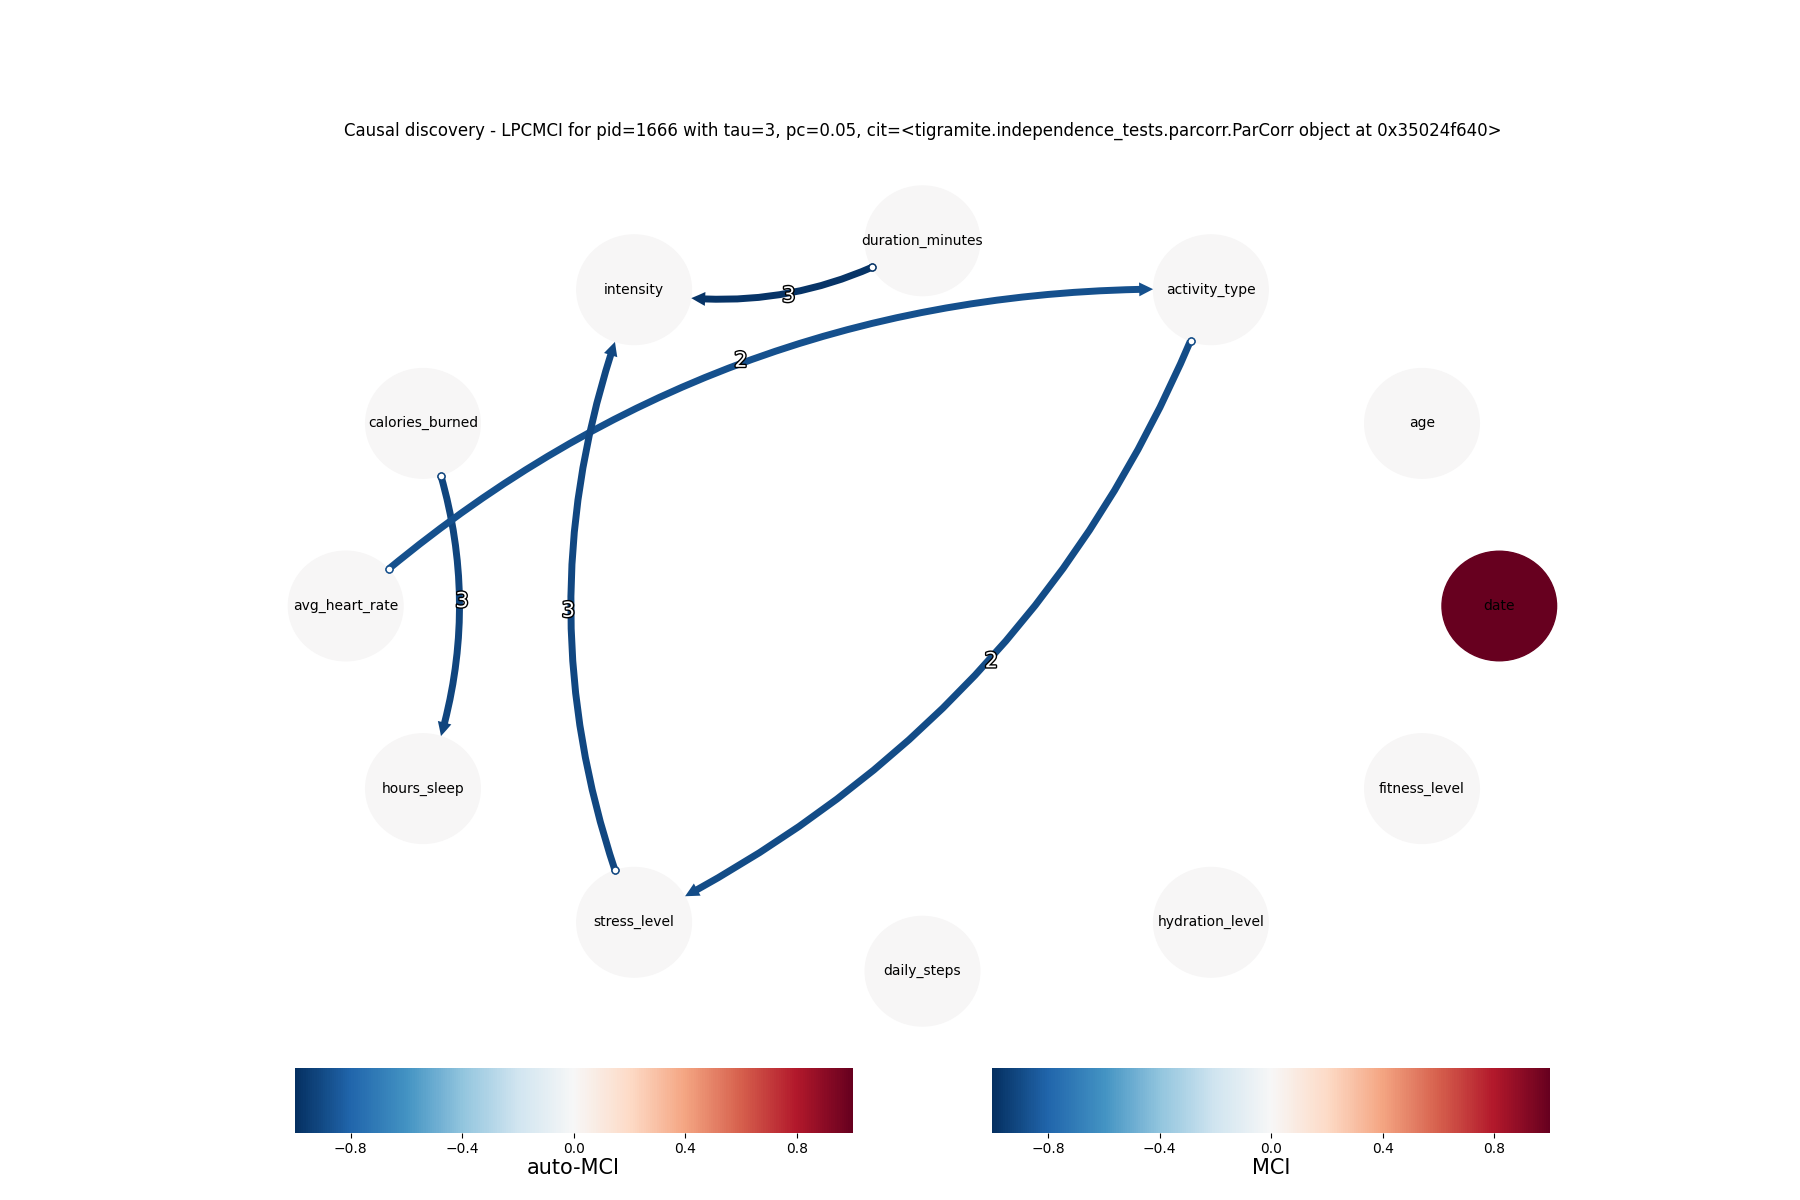 Causal discovery - LPCMCI for pid=1666 with tau=3, pc=0.05, cit=<tigramite.independence_tests.parcorr.ParCorr object at 0x35024f640>
duration_minutes
intensity
activity_type
3
2
calories_burned
age
avg_heart_rate
3
3
date
2
hours_sleep
fitness_level
stress_level
hydration_level
daily_steps
−0.8 −0.4 0.0 0.4 0.8
auto-MCI
−0.8 −0.4 0.0 0.4 0.8
MCI